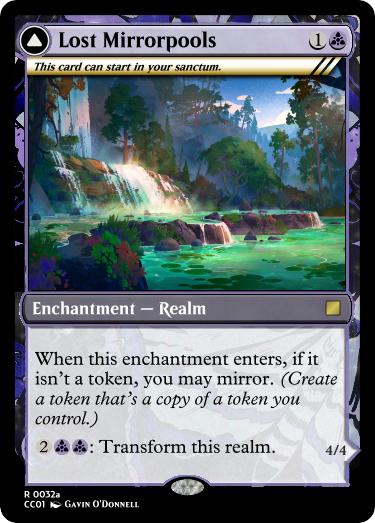 Lost Mirrorpools 1
This card can start in your sanctum.
Enchantment — Realm
When this enchantment enters, if it
isn't a token, you may mirror. (Create
a token that's a copy of a token you
control.)
2 : Transform this realm.
4/4
R 0032a
CC01 Gavin O'Donnell